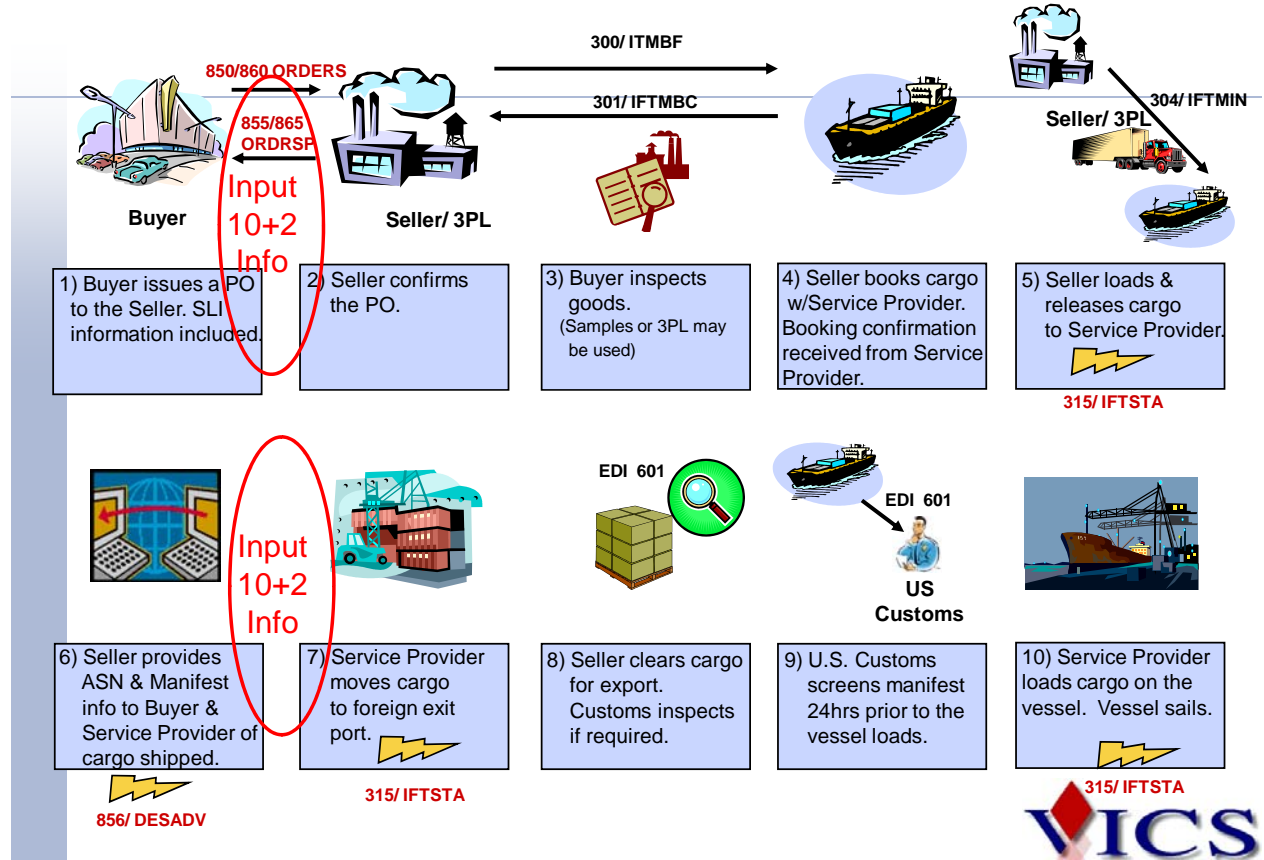 300/ ITMBF
850/860 ORDERS
301/ IFTMBC
304/ IFTMIN
Seller/ 3PL
855/865
ORDRSP
Input
10+2
Info
Buyer
Seller/ 3PL
1) Buyer issues a PO
to the Seller. SLI
information included.
2) Seller confirms
the PO.
3) Buyer inspects
goods.
(Samples or 3PL may
be used)
4) Seller books cargo
w/Service Provider.
Booking confirmation
received from Service
Provider.
5) Seller loads &
releases cargo
to Service Provider.
315/ IFTSTA
EDI 601
EDI 601
US
Customs
Input
10+2
Info
6) Seller provides
ASN & Manifest
info to Buyer &
Service Provider of
cargo shipped.
856/ DESADV
7) Service Provider
moves cargo
to foreign exit
port.
315/ IFTSTA
8) Seller clears cargo
for export.
Customs inspects
if required.
9) U.S. Customs
screens manifest
24hrs prior to the
vessel loads.
10) Service Provider
loads cargo on the
vessel. Vessel sails.
315/ IFTSTA
VICS